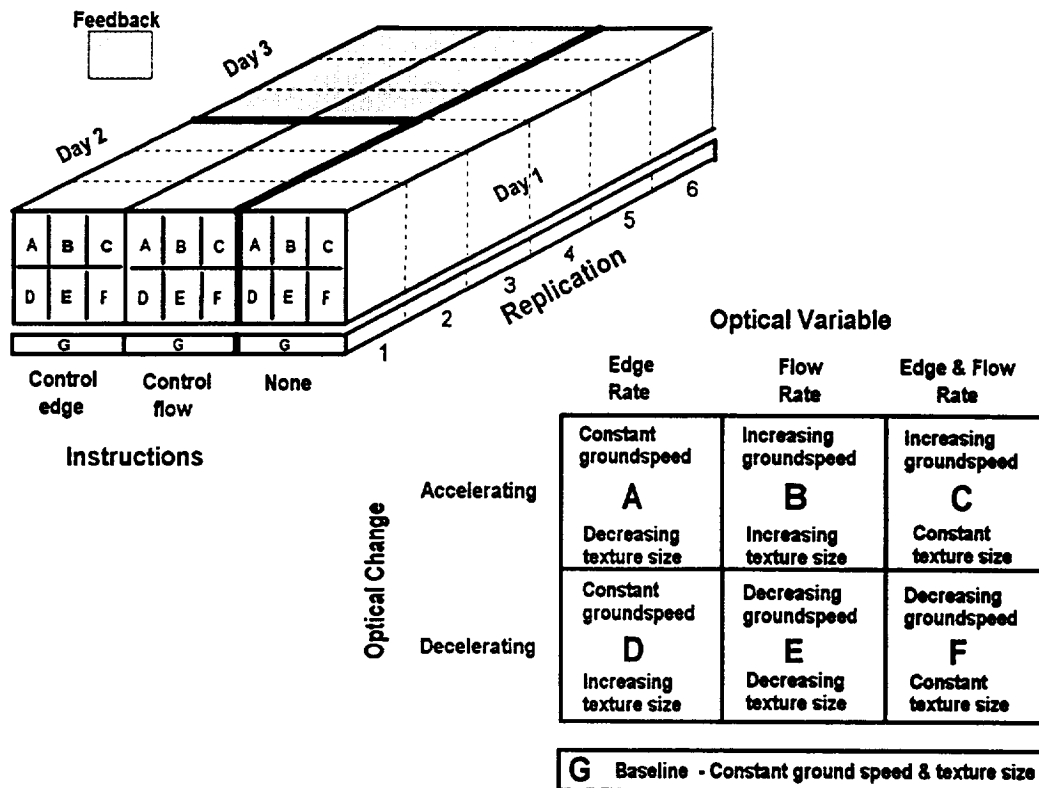 Feedback
Day 3
Day 2
Day 1
A B C A B C A B C
D E F D E F D E F
G G G
1
2
3
4
5
6
Replication
Control edge
Control flow
None
Instructions
Optical Variable
Edge Rate
Flow Rate
Edge & Flow Rate
Optical Change
Accelerating
Constant groundspeed
A
Decreasing texture size
Increasing groundspeed
B
Increasing texture size
Increasing groundspeed
C
Constant texture size
Decelerating
Constant groundspeed
D
Increasing texture size
Decreasing groundspeed
E
Decreasing texture size
Decreasing groundspeed
F
Constant texture size
G Baseline - Constant ground speed & texture size